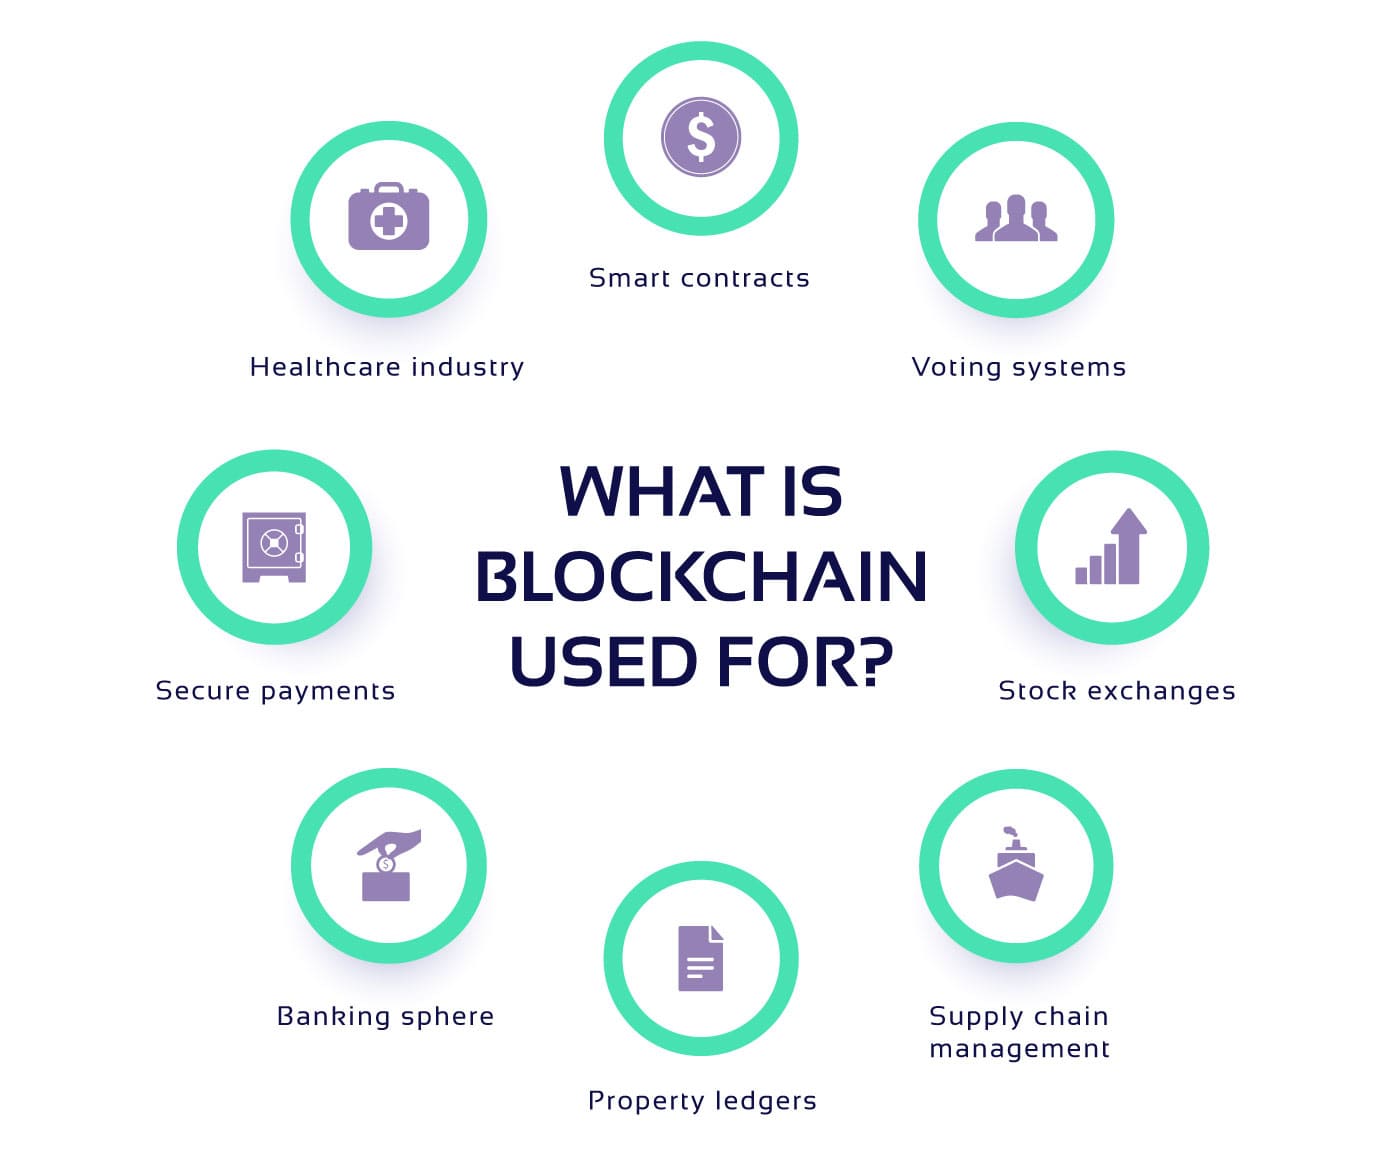 Smart contracts
Healthcare industry
Voting systems
WHAT IS
BLOCKCHAIN
USED FOR?
Secure payments
Stock exchanges
Banking sphere
Supply chain
management
Property ledgers
$
$